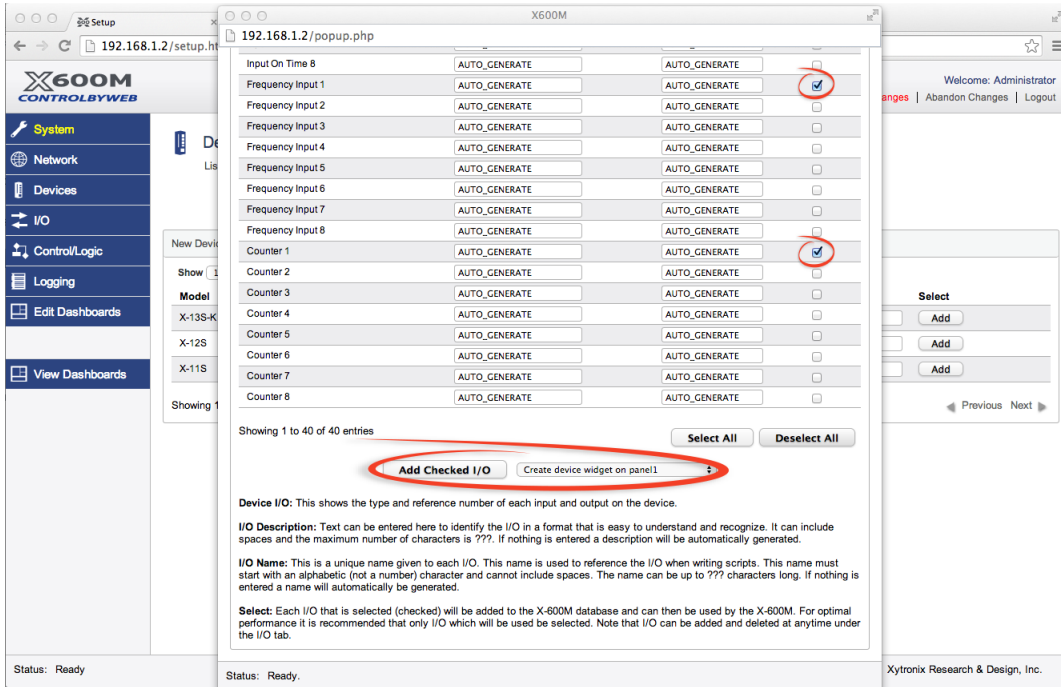 Setup
X600M
192.168.1.2/setup.ht
192.168.1.2/popup.php
X600M
CONTROLBYWEB
Welcome: Administrator
anges | Abandon Changes | Logout
System
Network
Devices
I/O
Control/Logic
Logging
Edit Dashboards
View Dashboards
De
Lis
New Devic
Show 1
Model
X-13S-K
X-12S
X-11S
Showing 1
Input On Time 8 AUTO_GENERATE AUTO_GENERATE
Frequency Input 1 AUTO_GENERATE AUTO_GENERATE
Frequency Input 2 AUTO_GENERATE AUTO_GENERATE
Frequency Input 3 AUTO_GENERATE AUTO_GENERATE
Frequency Input 4 AUTO_GENERATE AUTO_GENERATE
Frequency Input 5 AUTO_GENERATE AUTO_GENERATE
Frequency Input 6 AUTO_GENERATE AUTO_GENERATE
Frequency Input 7 AUTO_GENERATE AUTO_GENERATE
Frequency Input 8 AUTO_GENERATE AUTO_GENERATE
Counter 1 AUTO_GENERATE AUTO_GENERATE
Counter 2 AUTO_GENERATE AUTO_GENERATE
Counter 3 AUTO_GENERATE AUTO_GENERATE
Counter 4 AUTO_GENERATE AUTO_GENERATE
Counter 5 AUTO_GENERATE AUTO_GENERATE
Counter 6 AUTO_GENERATE AUTO_GENERATE
Counter 7 AUTO_GENERATE AUTO_GENERATE
Counter 8 AUTO_GENERATE AUTO_GENERATE
Showing 1 to 40 of 40 entries
Select All Deselect All
Add Checked I/O Create device widget on panel1
Device I/O: This shows the type and reference number of each input and output on the device.
I/O Description: Text can be entered here to identify the I/O in a format that is easy to understand and recognize. It can include
spaces and the maximum number of characters is ???. If nothing is entered a description will be automatically generated.
I/O Name: This is a unique name given to each I/O. This name is used to reference the I/O when writing scripts. This name must
start with an alphabetic (not a number) character and cannot include spaces. The name can be up to ??? characters long. If nothing is
entered a name will automatically be generated.
Select: Each I/O that is selected (checked) will be added to the X-600M database and can then be used by the X-600M. For optimal
performance it is recommended that only I/O which will be used be selected. Note that I/O can be added and deleted at anytime under
the I/O tab.
Select
Add
Add
Add
Previous Next
Status: Ready
Status: Ready.
Xytronix Research & Design, Inc.